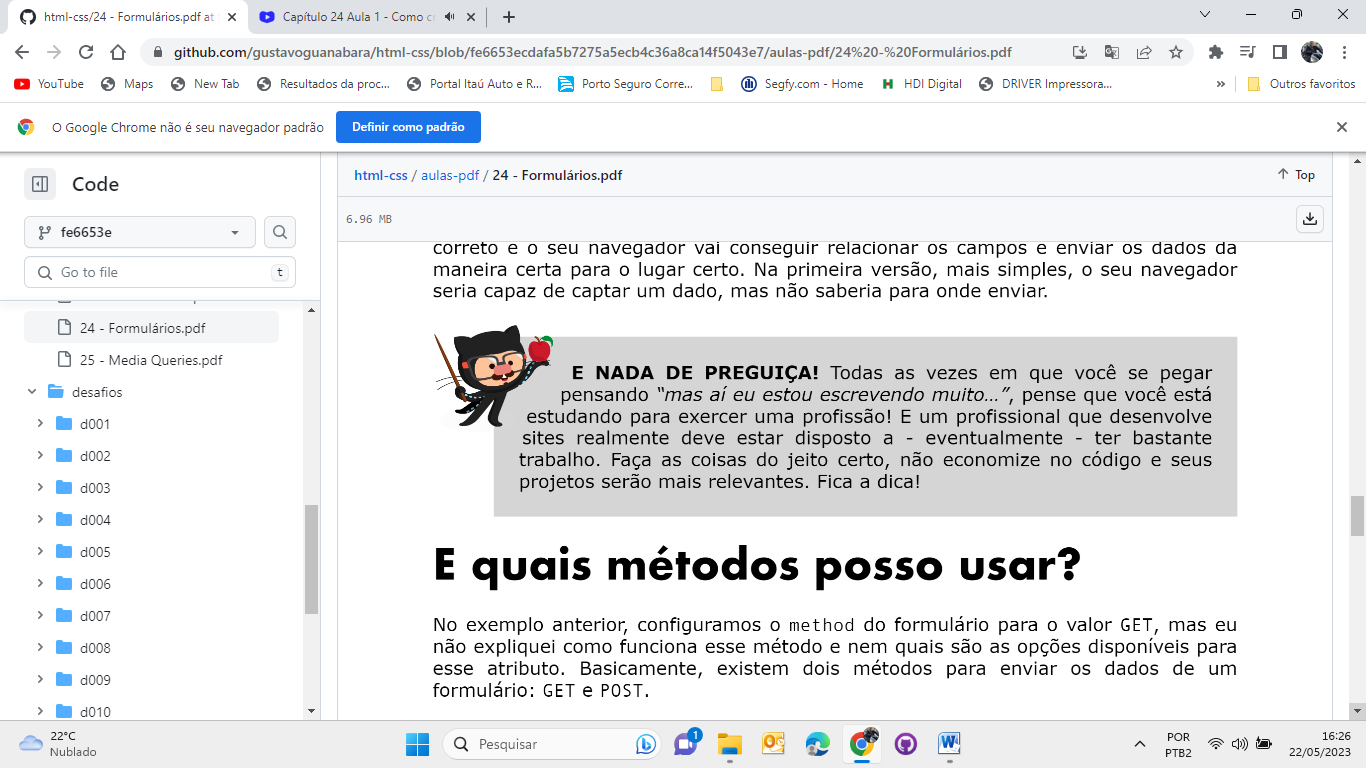 html-css/24 - Formulários.pdf at
Capítulo 24 Aula 1 - Como c
github.com/gustavoguanabara/html-css/blob/fe6653ecdafa5b7275a5ecb4c36a8ca14f5043e7/aulas-pdf/24%20-%20Formulários.pdf
YouTube
Maps
New Tab
Resultados da proc...
Portal Itaú Auto e R...
Porto Seguro Corre...
Segfy.com - Home
HDI Digital
DRIVER Impressora...
»
Outros favoritos
O Google Chrome não é seu navegador padrão
Definir como padrão
Code
fe6653e
Go to file
t
24 - Formulários.pdf
25 - Media Queries.pdf
desafios
d001
d002
d003
d004
d005
d006
d007
d008
d009
d010
html-css / aulas-pdf / 24 - Formulários.pdf
Top
6.96 MB
correto e o seu navegador vai conseguir relacionar os campos e enviar os dados da
maneira certa para o lugar certo. Na primeira versão, mais simples, o seu navegador
seria capaz de captar um dado, mas não saberia para onde enviar.
E NADA DE PREGUIÇA! Todas as vezes em que você se pegar
pensando “mas aí eu estou escrevendo muito...”, pense que você está
estudando para exercer uma profissão! E um profissional que desenvolve
sites realmente deve estar disposto a - eventualmente - ter bastante
trabalho. Faça as coisas do jeito certo, não economize no código e seus
projetos serão mais relevantes. Fica a dica!
E quais métodos posso usar?
No exemplo anterior, configuramos o method do formulário para o valor GET, mas eu
não expliquei como funciona esse método e nem quais são as opções disponíveis para
esse atributo. Basicamente, existem dois métodos para enviar os dados de um
formulário: GET e POST.
22°C
Nublado
Pesquisar
1
POR
PTB2
16:26
22/05/2023